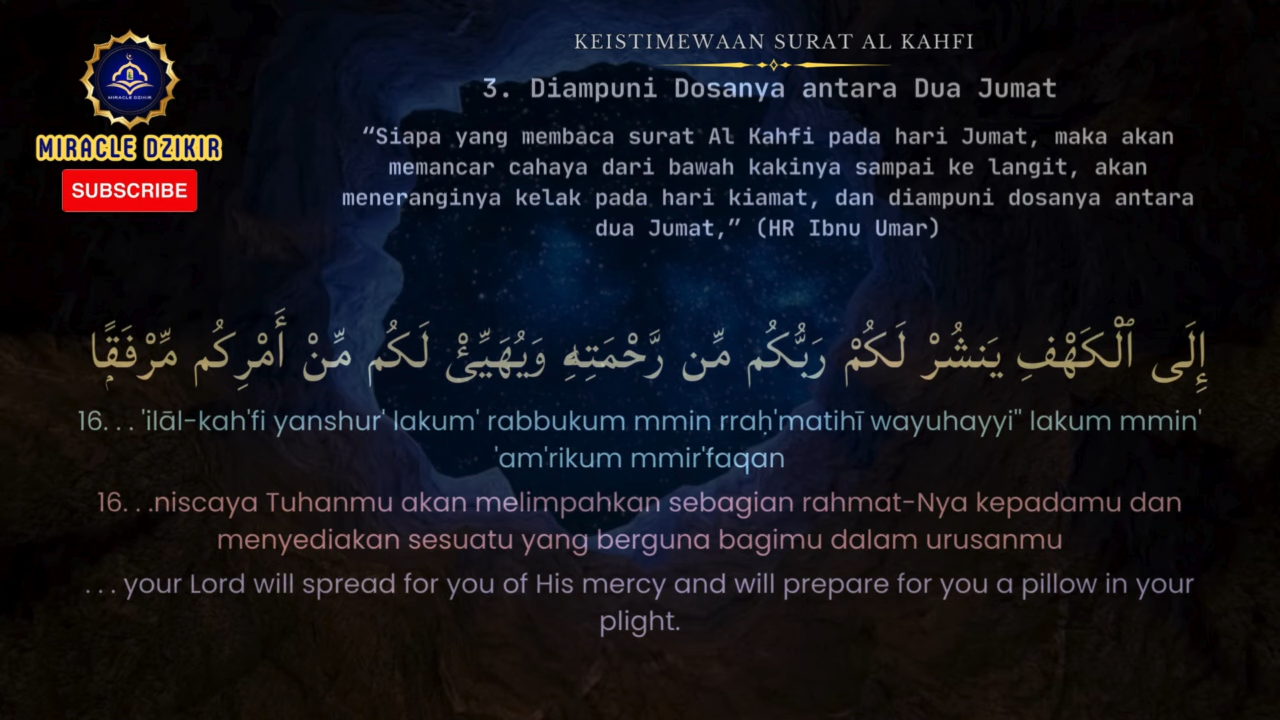 KEISTIMEWAAN SURAT AL KAHFI
3. Diampuni Dosanya antara Dua Jumat
“Siapa yang membaca surat Al Kahfi pada hari Jumat, maka akan
memancar cahaya dari bawah kakinya sampai ke langit, akan
meneranginya kelak pada hari kiamat, dan diampuni dosanya antara
dua Jumat,” (HR Ibnu Umar)
MIRACLE DZIKIR
MIRACLE DZIKIR
SUBSCRIBE
إِلَى ٱلْكَهْفِ يَنشُرْ لَكُمْ رَبُّكُم مِّن رَّحْمَتِهِۦ وَيُهَيِّئْ لَكُم مِّنْ أَمْرِكُم مِّرْفَقًۭا
16. . . 'ilāl-kah'fi yanshur' lakum' rabbukum mmin rraḥ'matihī wayuhayyi'' lakum mmin'
'am'rikum mmir'faqan
16. . .niscaya Tuhanmu akan melimpahkan sebagian rahmat-Nya kepadamu dan
menyediakan sesuatu yang berguna bagimu dalam urusanmu
. . . your Lord will spread for you of His mercy and will prepare for you a pillow in your
plight.